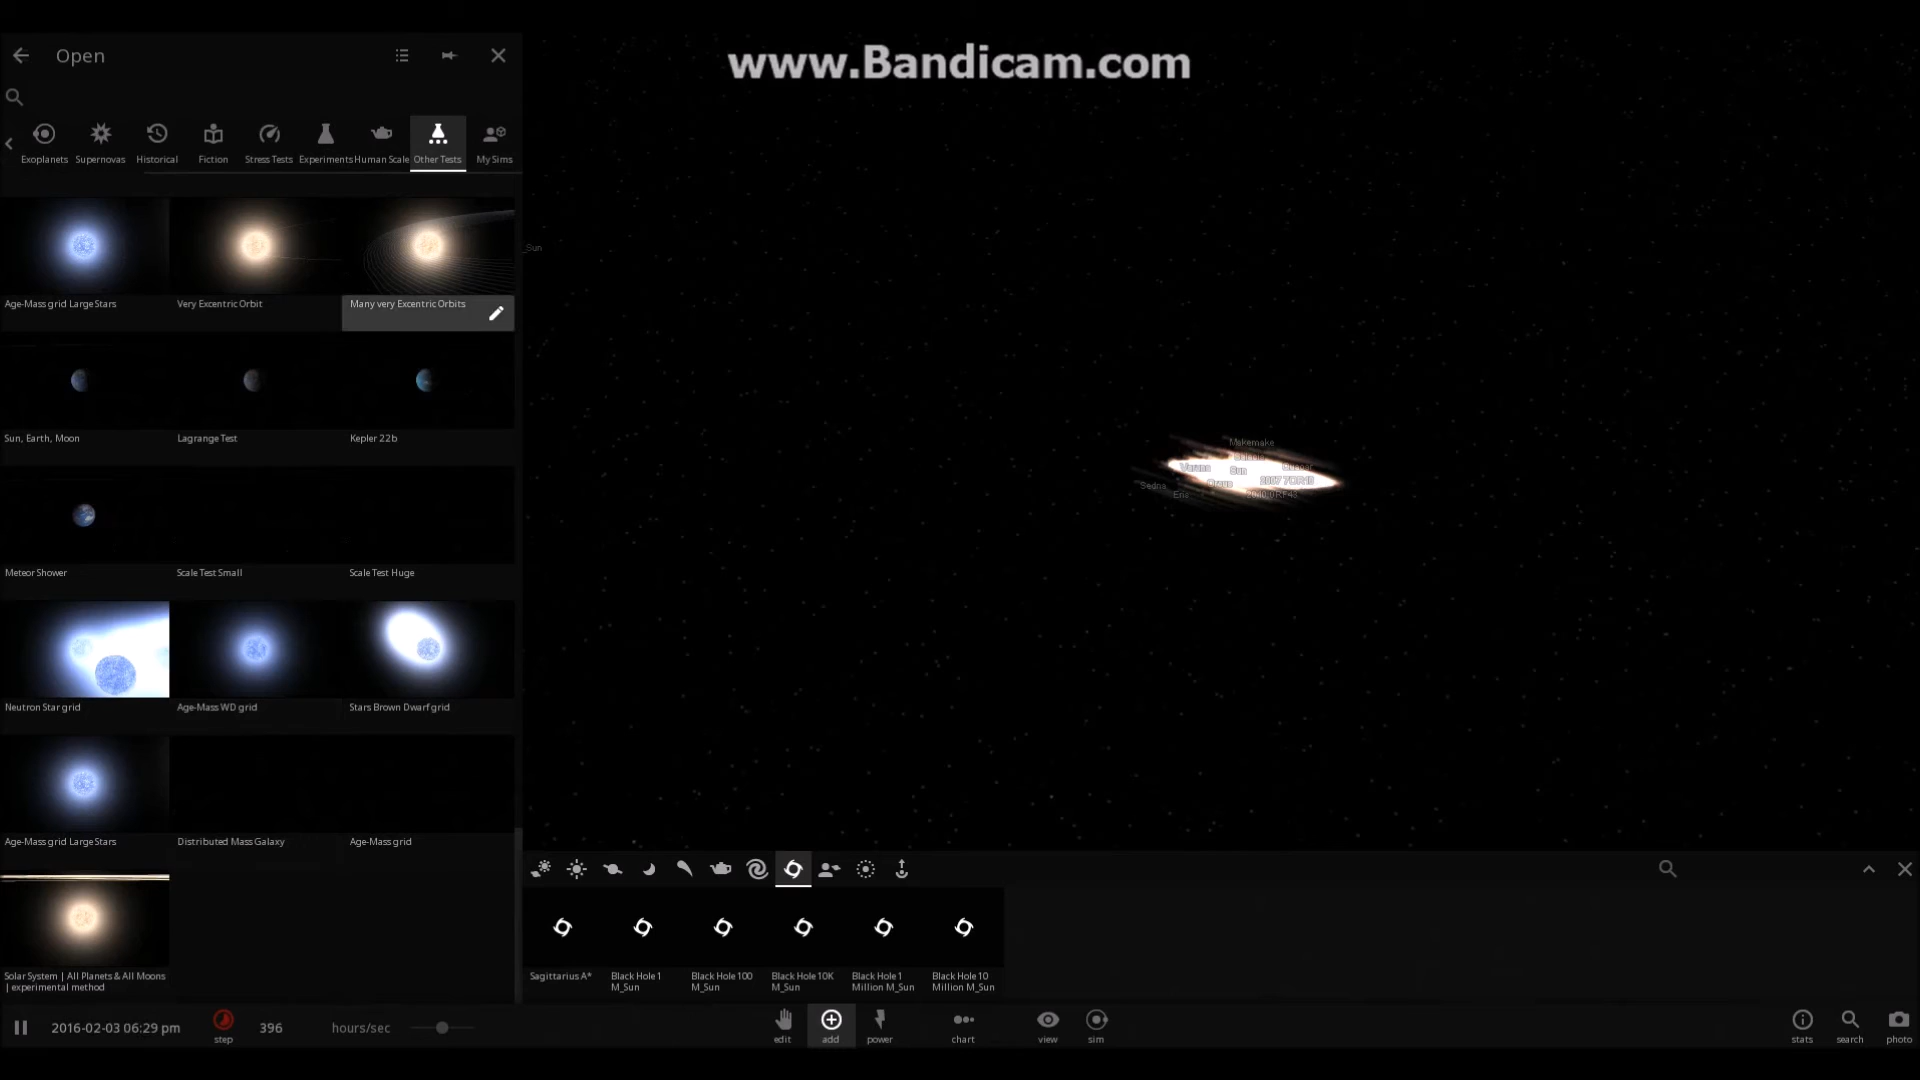 www.Bandicam.com
Open
Exoplanets
Supernovas
Historical
Fiction
Stress Tests
Experiments
Human Scale
Other Tests
My Sims
Age-Mass grid Large Stars
Very Excentric Orbit
Many very Excentric Orbits
Sun, Earth, Moon
Lagrange Test
Kepler 22b
Meteor Shower
Scale Test Small
Scale Test Huge
Neutron Star grid
Age-Mass WD grid
Stars Brown Dwarf grid
Age-Mass grid Large Stars
Distributed Mass Galaxy
Age-Mass grid
Solar System | All Planets & All Moons
| experimental method
_Sun
Makemake
Sun
Sedna
Eris
Sagittarius A*
Black Hole 1
M_Sun
Black Hole 100
M_Sun
Black Hole 10K
M_Sun
Black Hole 1
Million M_Sun
Black Hole 10
Million M_Sun
2016-02-03 06:29 pm
step
396
hours/sec
edit
add
power
chart
view
sim
stats
search
photo